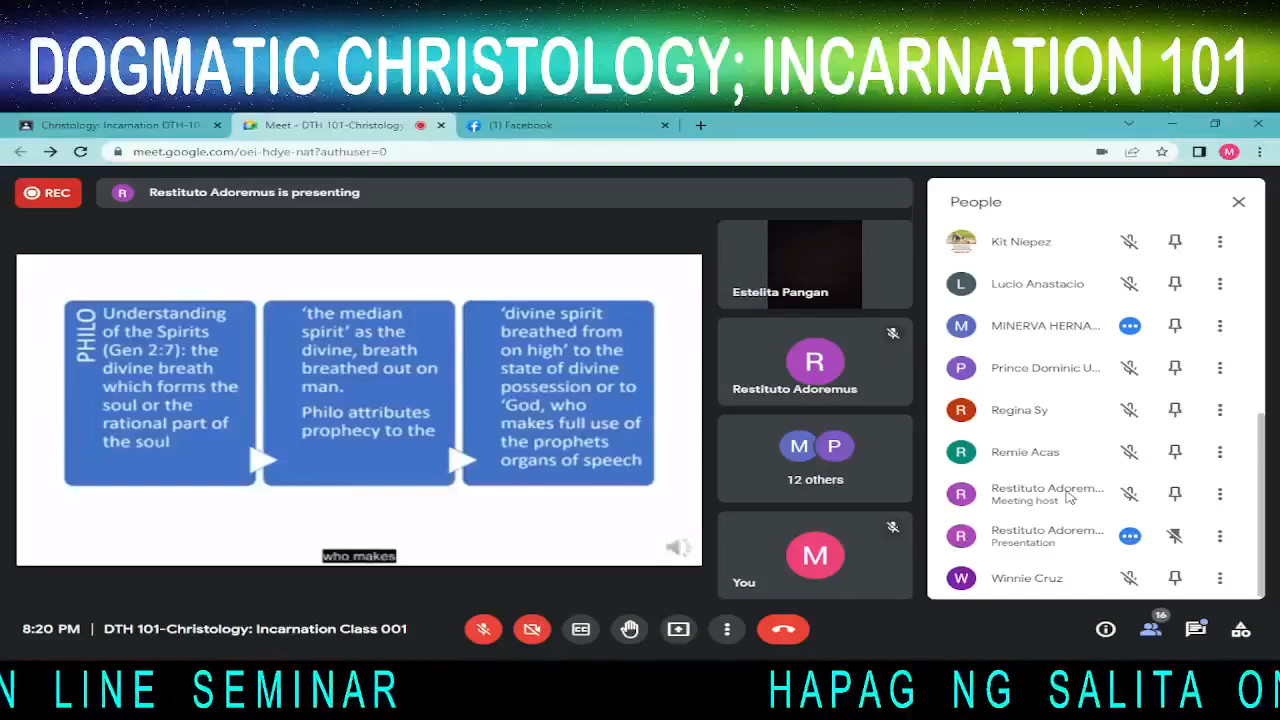 DOGMATIC CHRISTOLOGY; INCARNATION 101
Christology: Incarnation DTH-10
Meet - DTH 101-Christology
(1) Facebook
meet.google.com/oei-hdye-nat?authuser=0
M
REC
R
Restituto Adoremus is presenting
PHILO
Understanding
of the Spirits
(Gen 2:7): the
divine breath
which forms the
soul or the
rational part of
the soul
'the median
spirit' as the
divine, breath
breathed out on
man.
Philo attributes
prophecy to the
'divine spirit
breathed from
on high' to the
state of divine
possession or to
'God, who
makes full use of
the prophets
organs of speech
who makes
Estelita Pangan
R
Restituto Adoremus
M P
12 others
M
You
People
Kit Niepez
L Lucio Anastacio
M MINERVA HERNA...
P Prince Dominic U...
R Regina Sy
R Remie Acas
R Restituto Adorem...
Meeting host
R Restituto Adorem...
Presentation
W Winnie Cruz
8:20 PM | DTH 101-Christology: Incarnation Class 001
CC
16
N LINE SEMINAR
HAPAG NG SALITA ON